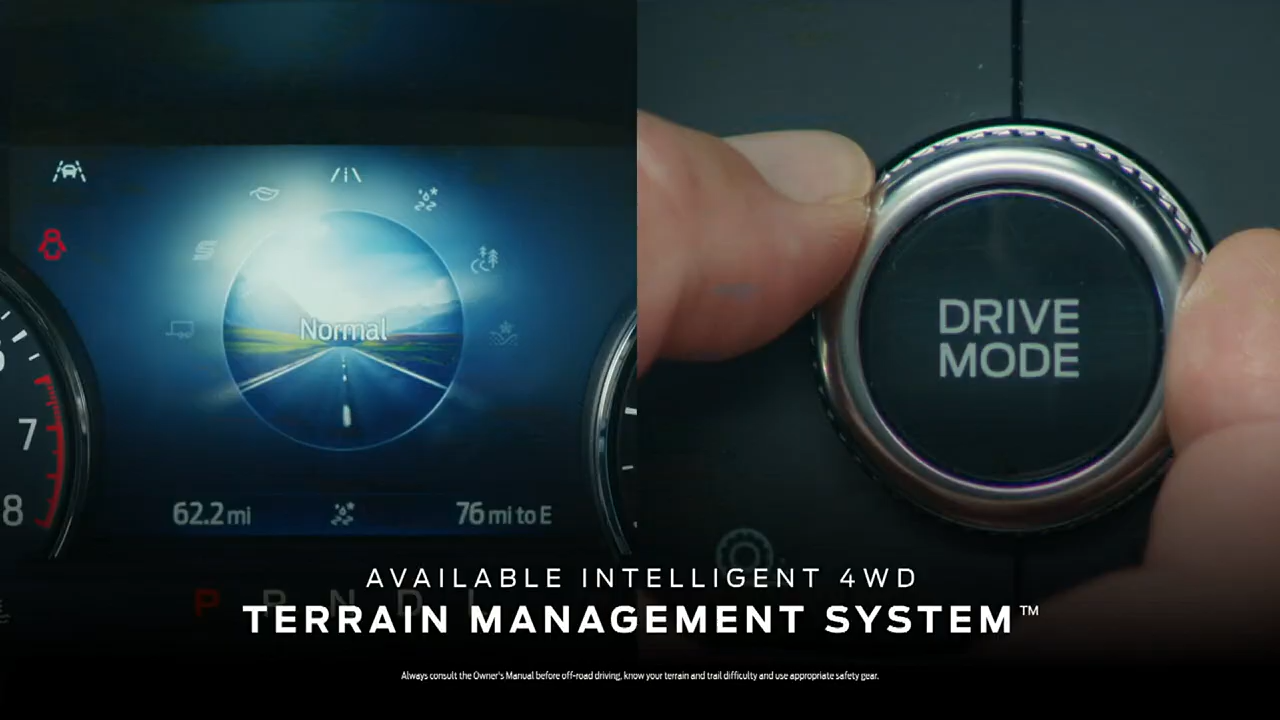 Normal
7
8
62.2 mi
76 mi to E
DRIVE
MODE
P R N D L
AVAILABLE INTELLIGENT 4WD
TERRAIN MANAGEMENT SYSTEM™
Always consult the Owner's Manual before off-road driving, know your terrain and trail difficulty and use appropriate safety gear.